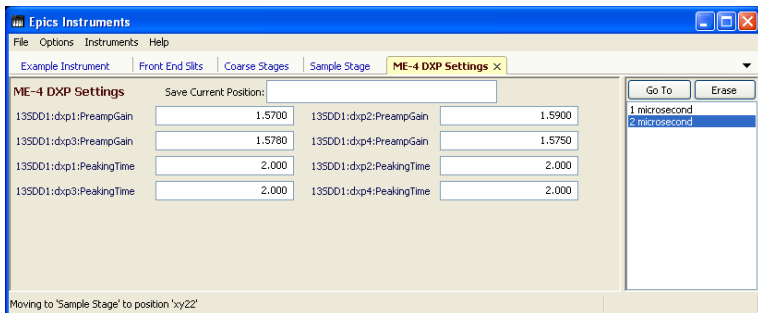 Epics Instruments
File Options Instruments Help
Example Instrument Front End Slits Coarse Stages Sample Stage ME-4 DXP Settings ×
ME-4 DXP Settings Save Current Position: Go To Erase
13SDD1:dxp1:PreampGain 1.5700 13SDD1:dxp2:PreampGain 1.5900
1 microsecond
2 microsecond
13SDD1:dxp3:PreampGain 1.5780 13SDD1:dxp4:PreampGain 1.5750
13SDD1:dxp1:PeakingTime 2.000 13SDD1:dxp2:PeakingTime 2.000
13SDD1:dxp3:PeakingTime 2.000 13SDD1:dxp4:PeakingTime 2.000
Moving to 'Sample Stage' to position 'xy22'